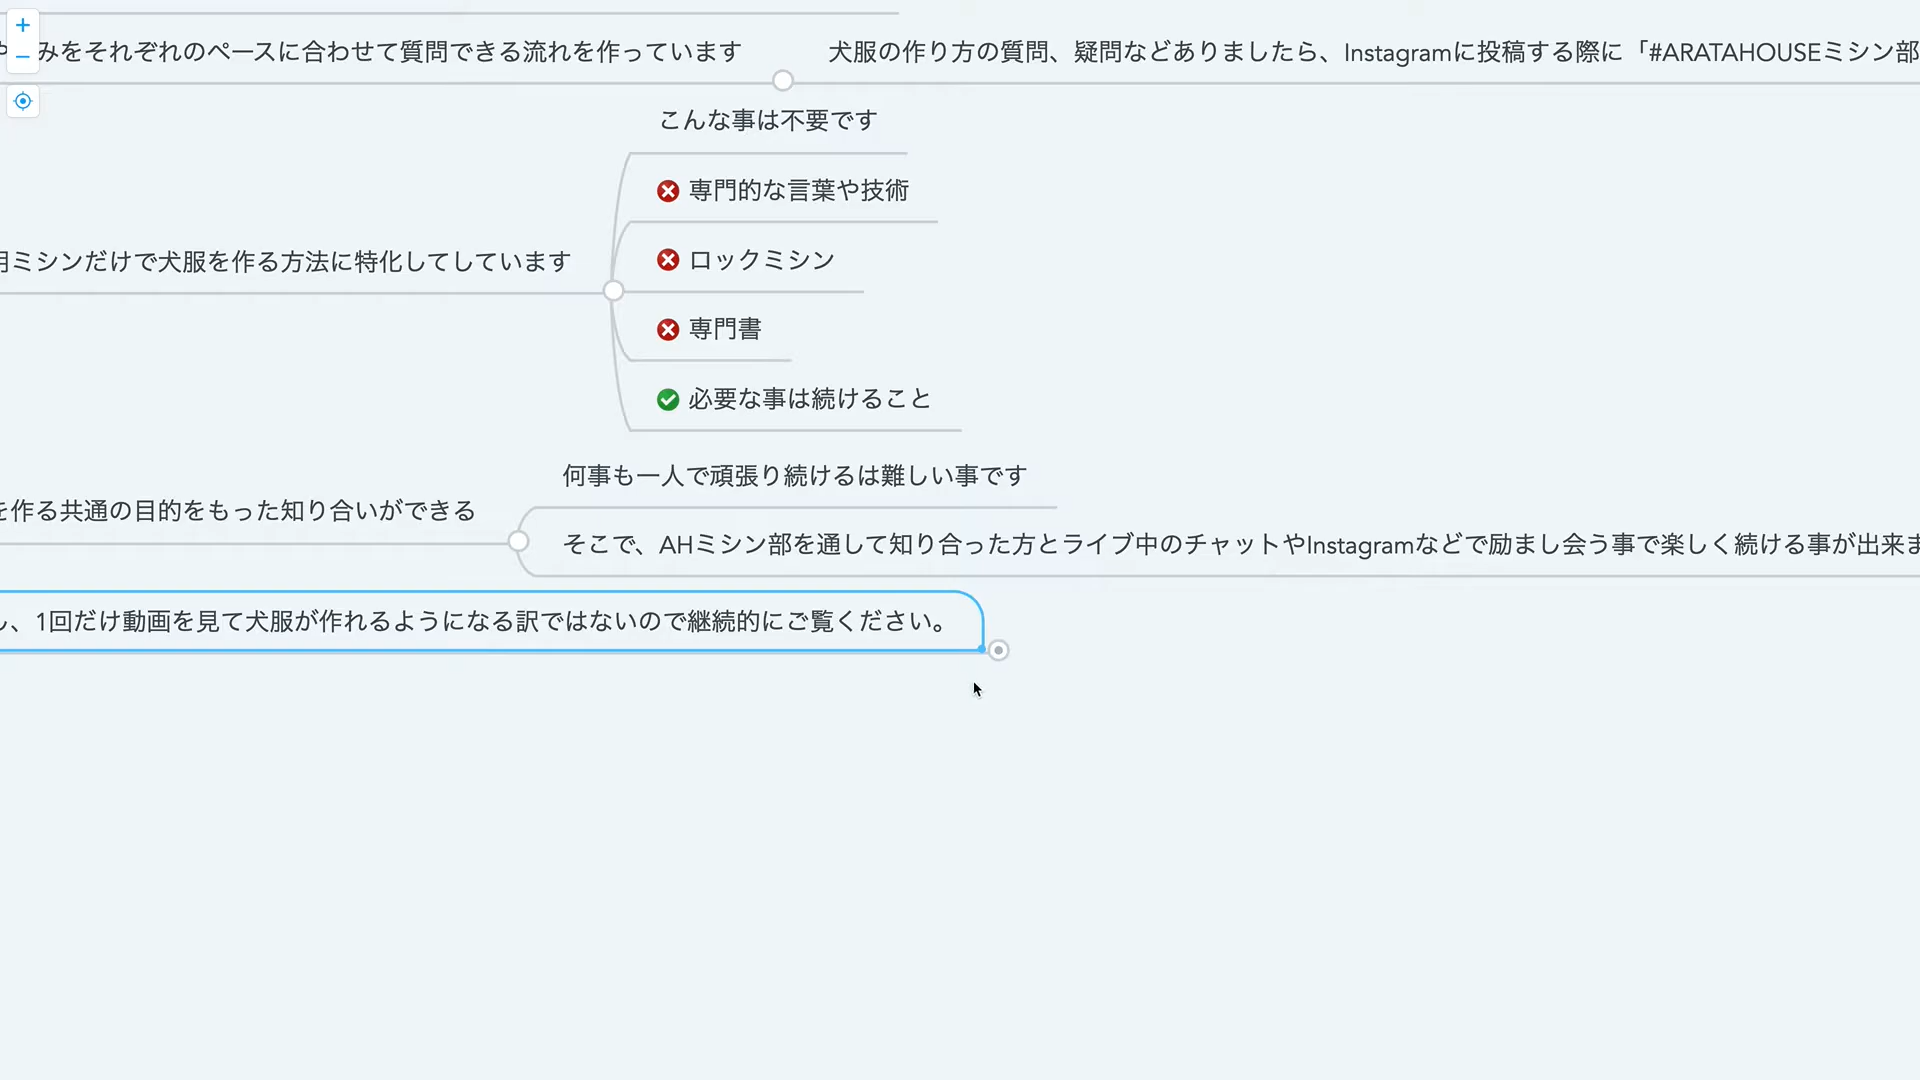 みをそれぞれのペースに合わせて質問できる流れを作っています
犬服の作り方の質問、疑問などありましたら、Instagramに投稿する際に「#ARATAHOUSEミシン部
こんな事は不要です
専門的な言葉や技術
ミシンだけで犬服を作る方法に特化してしています
ロックミシン
専門書
必要な事は続けること
何事も一人で頑張り続けるは難しい事です
を作る共通の目的をもった知り合いができる
そこで、AHミシン部を通して知り合った方とライブ中のチャットやInstagramなどで励まし会う事で楽しく続ける事が出来ま
、1回だけ動画を見て犬服が作れるようになる訳ではないので継続的にご覧ください。